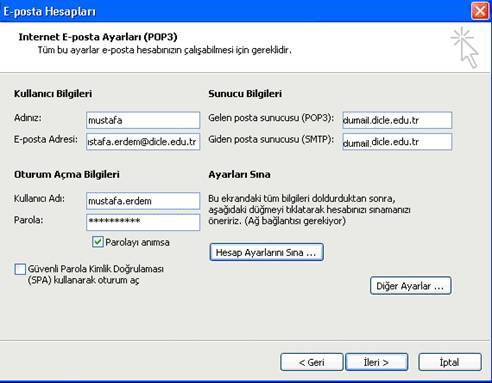 E-posta Hesapları
Internet E-posta Ayarları (POP3)
Tüm bu ayarlar e-posta hesabınızın çalışabilmesi için gereklidir.
Kullanıcı Bilgileri
Adınız: mustafa
E-posta Adresi: ıstafa.erdem@dicle.edu.tr
Sunucu Bilgileri
Gelen posta sunucusu (POP3): dumail.dicle.edu.tr
Giden posta sunucusu (SMTP): dumail.dicle.edu.tr
Oturum Açma Bilgileri
Kullanıcı Adı: mustafa.erdem
Parola: **********
Parolayı anımsa
Güvenli Parola Kimlik Doğrulaması
(SPA) kullanarak oturum aç
Ayarları Sına
Bu ekrandaki tüm bilgileri doldurduktan sonra,
aşağıdaki düğmeyi tıklatarak hesabınızı sınamanızı
öneririz. (Ağ bağlantısı gerekiyor)
Hesap Ayarlarını Sına ...
Diğer Ayarlar ...
< Geri
İleri >
İptal